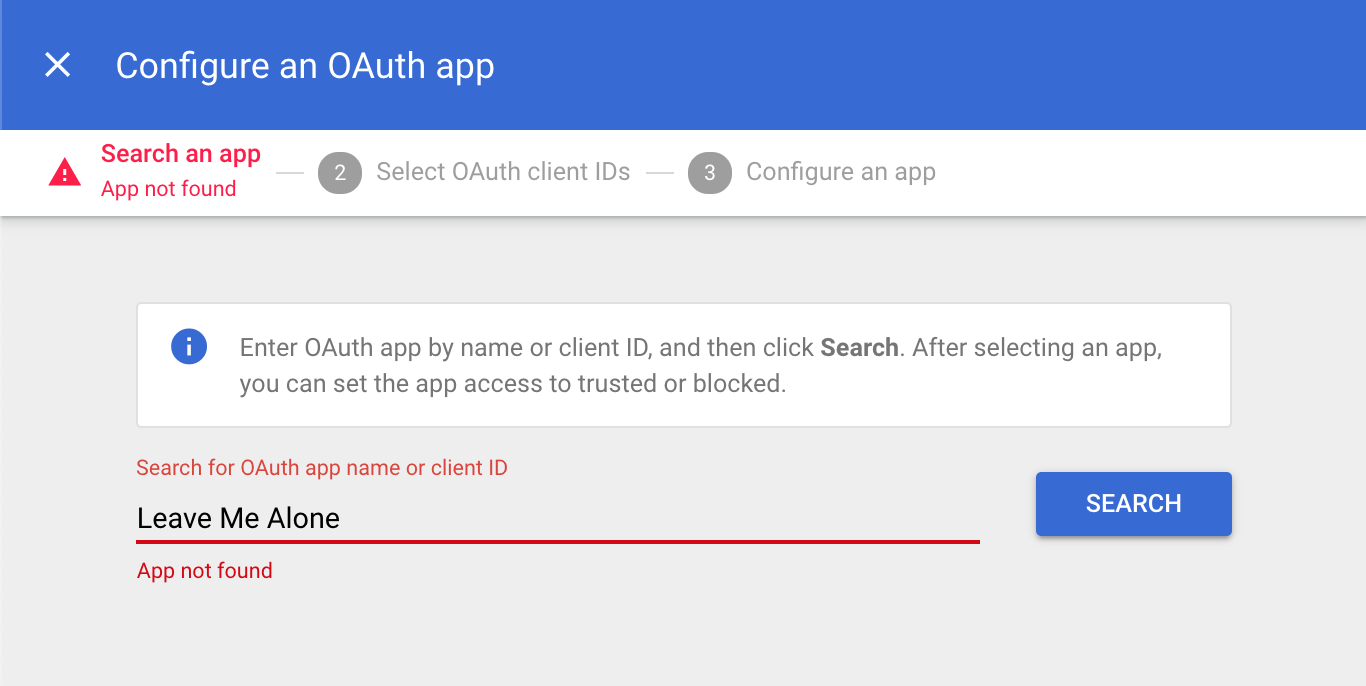 Configure an OAuth app
Search an app
App not found
2 Select OAuth client IDs
3 Configure an app
Enter OAuth app by name or client ID, and then click Search. After selecting an app,
you can set the app access to trusted or blocked.
Search for OAuth app name or client ID
Leave Me Alone
SEARCH
App not found